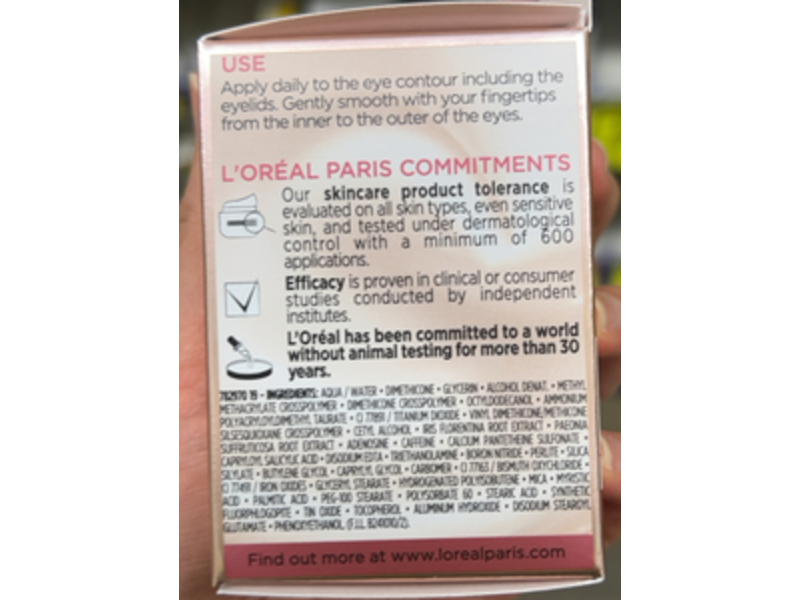 USE
Apply daily to the eye contour including the
eyelids. Gently smooth with your fingertips
from the inner to the outer of the eyes.
L'ORÉAL PARIS COMMITMENTS
Our skincare product tolerance is
evaluated on all skin types, even sensitive
skin, and tested under dermatological
control with a minimum of 600
applications.
Efficacy is proven in clinical or consumer
studies conducted by independent
institutes.
L'Oréal has been committed to a world
without animal testing for more than 30
years.
782970 19 - INGREDIENTS: AQUA / WATER • DIMETHICONE • GLYCERIN • ALCOHOL DENAT. • METHYL
METHACRYLATE CROSSPOLYMER • DIMETHICONE CROSSPOLYMER • OCTYLDODECANOL • AMMONIUM
POLYACRYLOYLDIMETHYL TAURATE • CI 77891 / TITANIUM DIOXIDE • VINYL DIMETHICONE/METHICONE
SILSESQUIOXANE CROSSPOLYMER • CETYL ALCOHOL • IRIS FLORENTINA ROOT EXTRACT • PAEONIA
SUFFRUTICOSA ROOT EXTRACT • ADENOSINE • CAFFEINE • CALCIUM PANTETHEINE SULFONATE •
CAPRYLOYL SALICYLIC ACID • DISODIUM EDTA • TRIETHANOLAMINE • BORON NITRIDE • PERLITE • SILICA
SILYLATE • BUTYLENE GLYCOL • CAPRYLYL GLYCOL • CARBOMER • CI 77163 / BISMUTH OXYCHLORIDE •
CI 77491 / IRON OXIDES • GLYCERYL STEARATE • HYDROGENATED POLYISOBUTENE • MICA • MYRISTIC
ACID • PALMITIC ACID • PEG-100 STEARATE • POLYSORBATE 60 • STEARIC ACID • SYNTHETIC
FLUORPHLOGOPITE • TIN OXIDE • TOCOPHEROL • ALUMINUM HYDROXIDE • DISODIUM STEAROYL
GLUTAMATE • PHENOXYETHANOL (F.I.L. B241010/2).
Find out more at www.lorealparis.com